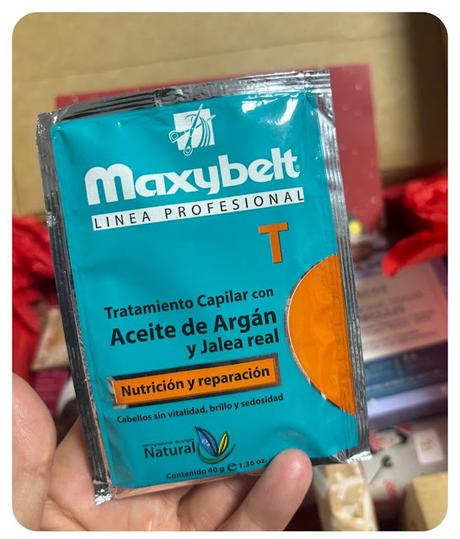 Maxybelt
LINEA PROFESIONAL
T
Tratamiento Capilar con
Aceite de Argán
y Jalea real
Nutrición y reparación
Cabellos sin vitalidad, brillo y sedosidad
Natural
Contenido 40 g e 1.36 oz.